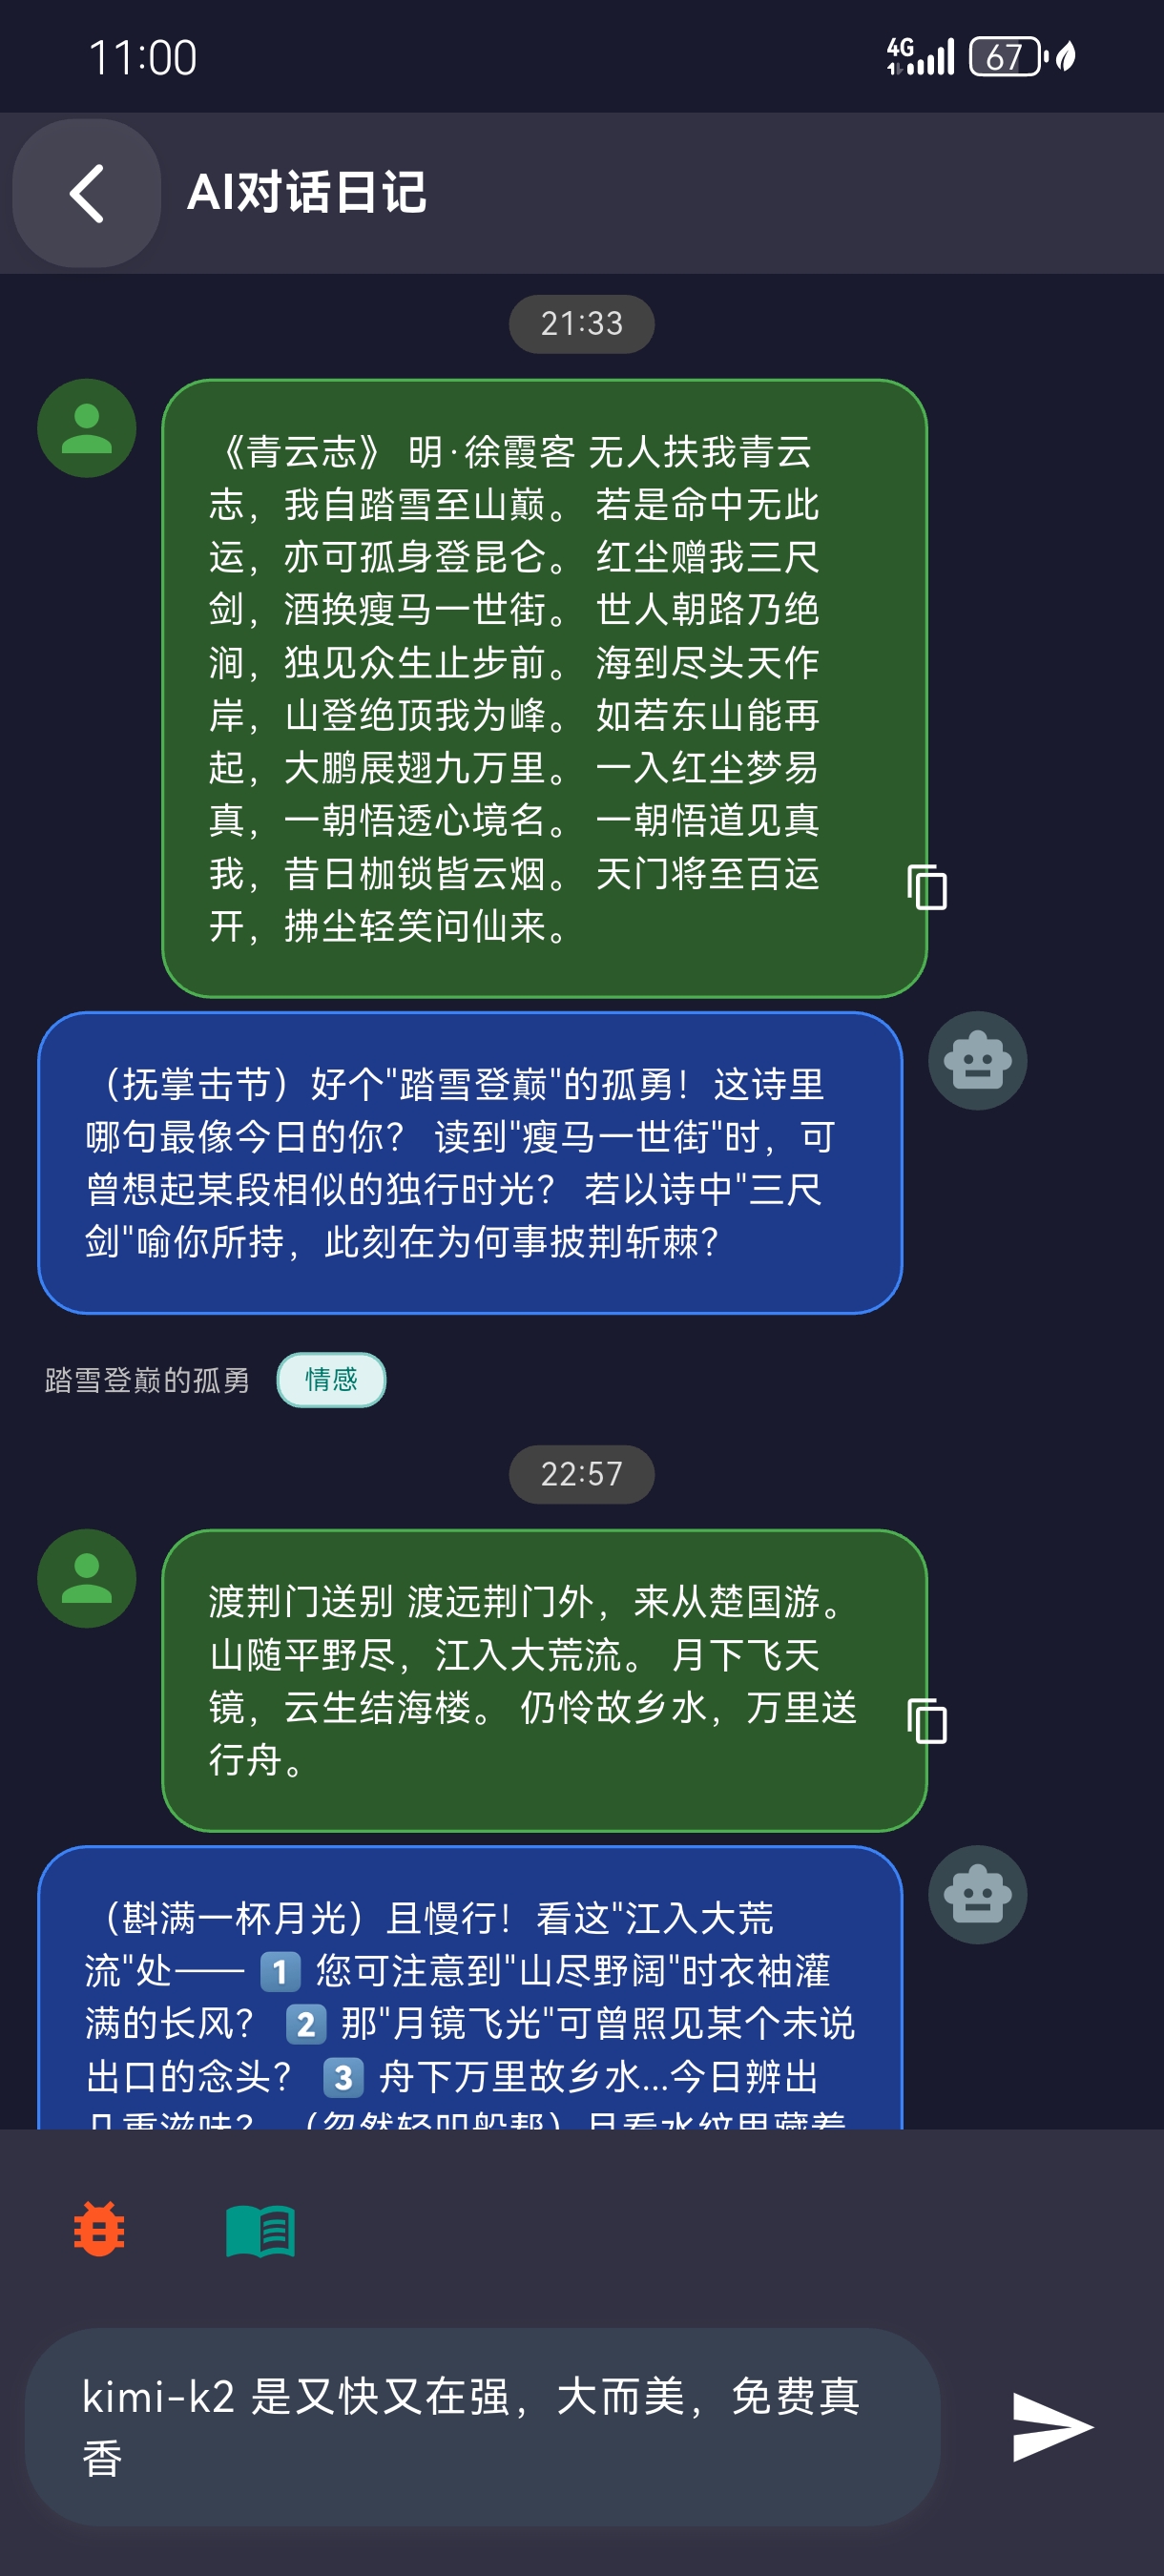 11:00
4G
67
AI对话日记
21:33
《青云志》 明·徐霞客 无人扶我青云
志，我自踏雪至山巅。 若是命中无此
运，亦可孤身登昆仑。 红尘赠我三尺
剑，酒换瘦马一世街。 世人朝路乃绝
涧，独见众生止步前。 海到尽头天作
岸，山登绝顶我为峰。 如若东山能再
起，大鹏展翅九万里。 一入红尘梦易
真，一朝悟透心境名。 一朝悟道见真
我，昔日枷锁皆云烟。 天门将至百运
开，拂尘轻笑问仙来。
（抚掌击节）好个"踏雪登巅"的孤勇！这诗里
哪句最像今日的你？ 读到"瘦马一世街"时，可
曾想起某段相似的独行时光？ 若以诗中"三尺
剑"喻你所持，此刻在为何事披荆斩棘？
踏雪登巅的孤勇 情感
22:57
渡荆门送别 渡远荆门外，来从楚国游。
山随平野尽，江入大荒流。 月下飞天
镜，云生结海楼。 仍怜故乡水，万里送
行舟。
（斟满一杯月光）且慢行！看这"江入大荒
流"处—— 1 您可注意到"山尽野阔"时衣袖灌
满的长风？ 2 那"月镜飞光"可曾照见某个未说
出口的念头？ 3 舟下万里故乡水...今日辨出
几重滋味？ （忽然轻叩船帮）且看水纹里藏着
kimi-k2 是又快又在强，大而美，免费真
香